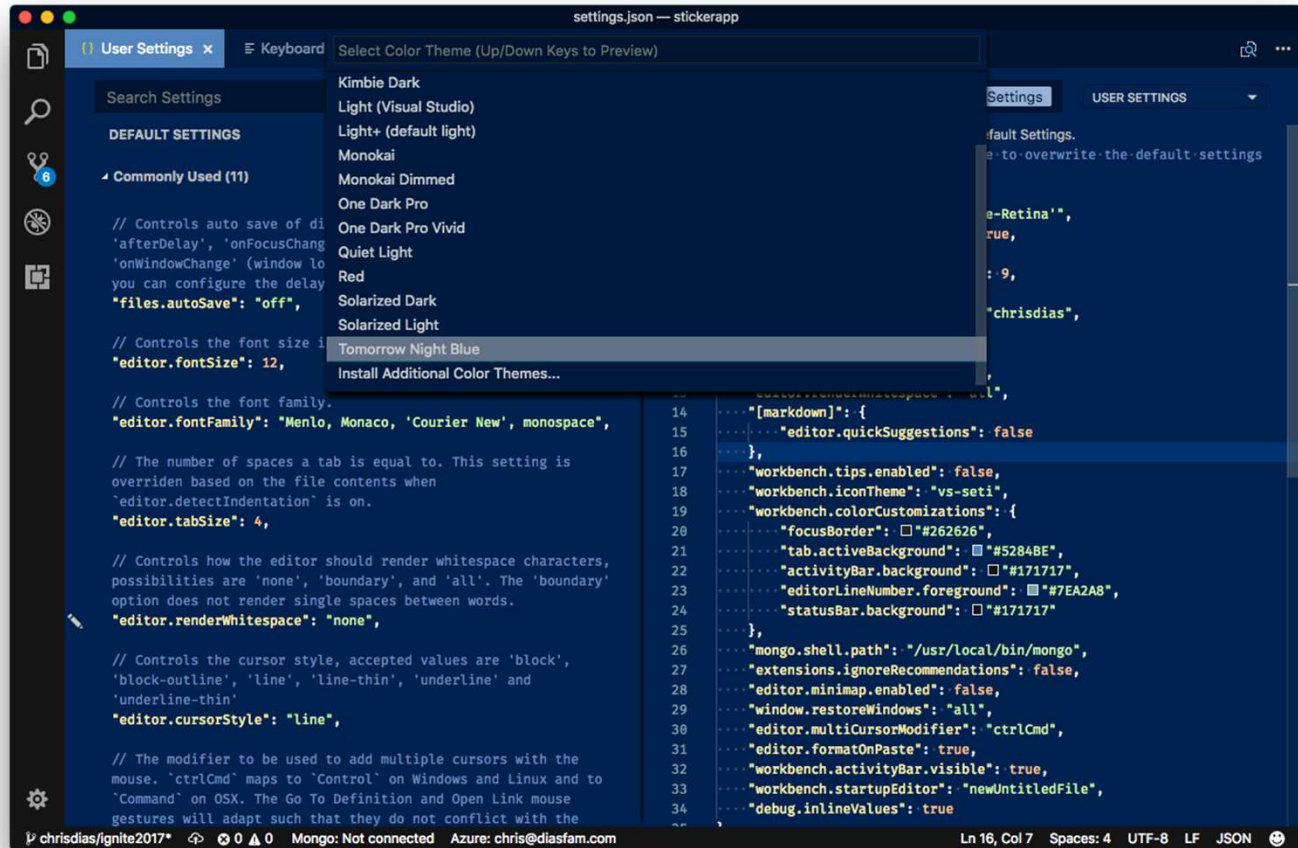 settings.json — stickerapp
{} User Settings ×
Keyboard
Select Color Theme (Up/Down Keys to Preview)
Kimbie Dark
Light (Visual Studio)
Light+ (default light)
Monokai
Monokai Dimmed
One Dark Pro
One Dark Pro Vivid
Quiet Light
Red
Solarized Dark
Solarized Light
Tomorrow Night Blue
Install Additional Color Themes...
6
Search Settings
DEFAULT SETTINGS
Commonly Used (11)
// Controls auto save of
'afterDelay',
'onWindowChange' (window
you can configure the delay
"files.autoSave": "off",
// Controls the font size
"editor.fontSize": 12,
// Controls the font family.
"editor.fontFamily": "Menlo, Monaco, 'Courier New', monospace",
// The number of spaces a tab is equal to. This setting is
overriden based on the file contents when
`editor.detectIndentation` is on.
"editor.tabSize": 4,
// Controls how the editor should render whitespace characters,
possibilities are 'none', 'boundary', and 'all'. The 'boundary'
option does not render single spaces between words.
"editor.renderWhitespace": "none",
// Controls the cursor style, accepted values are 'block',
'block-outline', 'line', 'line-thin', 'underline' and
'underline-thin'
"editor.cursorStyle": "line",
// The modifier to be used to add multiple cursors with the
mouse. `ctrlCmd` maps to `Control` on Windows and Linux and to
`Command` on OSX. The Go To Definition and Open Link mouse
gestures will adapt such that they do not conflict with the
Settings
USER SETTINGS
Settings.
to overwrite the default settings
: 9,
"chrisdias",
14 "[markdown]": {
15 "editor.quickSuggestions": false
16 },
17 "workbench.tips.enabled": false,
18 "workbench.iconTheme": "vs-seti",
19 "workbench.colorCustomizations": {
20 "focusBorder": "#262626",
21 "tab.activeBackground": "#5284BE",
22 "activityBar.background": "#171717",
23 "editorLineNumber.foreground": "#7EA2A8",
24 "statusBar.background": "#171717"
25 },
26 "mongo.shell.path": "/usr/local/bin/mongo",
27 "extensions.ignoreRecommendations": false,
28 "editor.minimap.enabled": false,
29 "window.restoreWindows": "all",
30 "editor.multiCursorModifier": "ctrlCmd",
31 "editor.formatOnPaste": true,
32 "workbench.activityBar.visible": true,
33 "workbench.startupEditor": "newUntitledFile",
34 "debug.inlineValues": true
chrisdias/ignite2017* 0 0 Mongo: Not connected Azure: chris@diasfam.com
Ln 16, Col 7 Spaces: 4 UTF-8 LF JSON